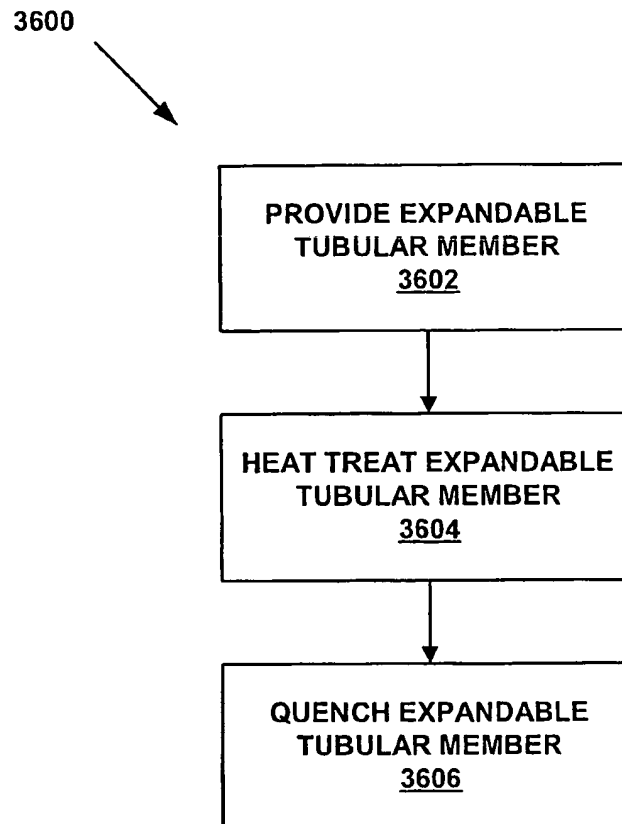 3600
PROVIDE EXPANDABLE
TUBULAR MEMBER
3602
HEAT TREAT EXPANDABLE
TUBULAR MEMBER
3604
QUENCH EXPANDABLE
TUBULAR MEMBER
3606